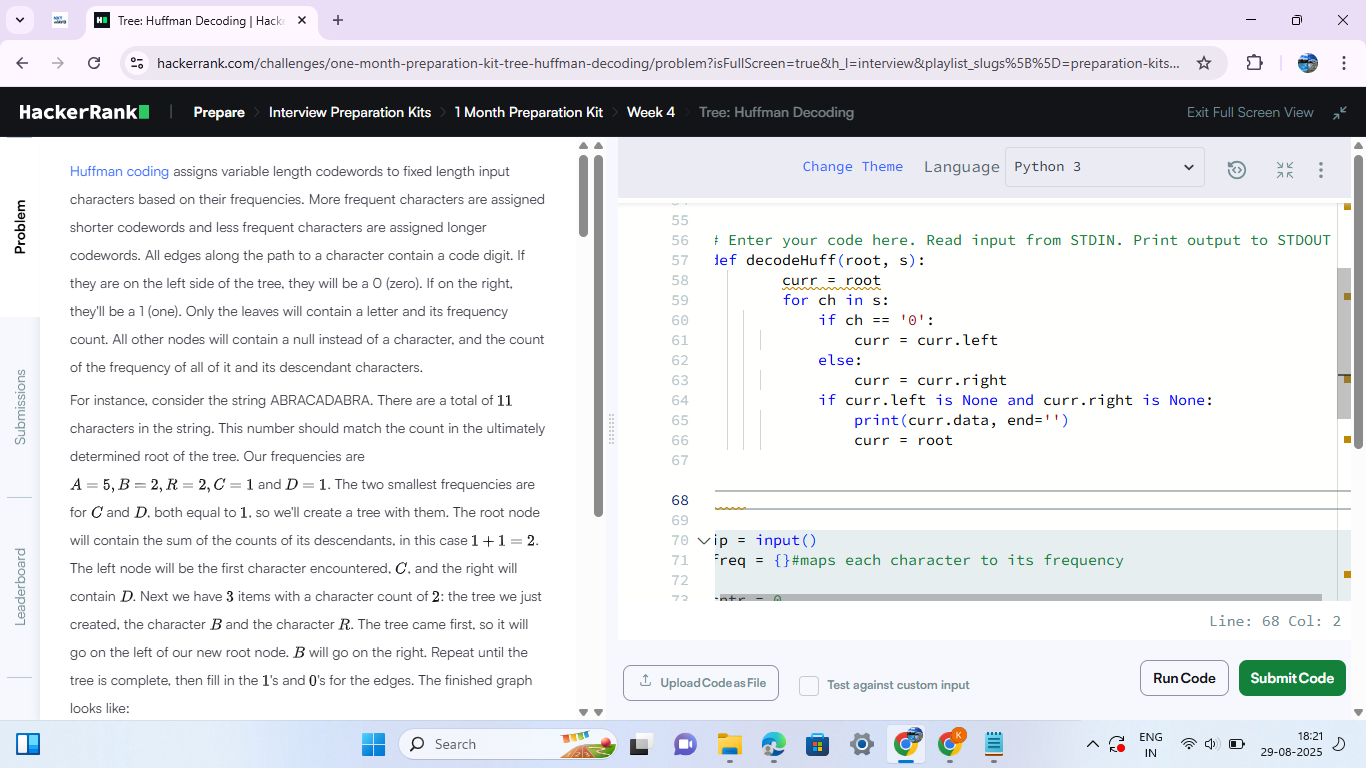 Tree: Huffman Decoding | Hacke
hackerrank.com/challenges/one-month-preparation-kit-tree-huffman-decoding/problem?isFullScreen=true&h_l=interview&playlist_slugs%5B%5D=preparation-kits...
HackerRank
Prepare
Interview Preparation Kits
1 Month Preparation Kit
Week 4
Tree: Huffman Decoding
Exit Full Screen View
Problem
Submissions
Leaderboard
Huffman coding assigns variable length codewords to fixed length input
characters based on their frequencies. More frequent characters are assigned
shorter codewords and less frequent characters are assigned longer
codewords. All edges along the path to a character contain a code digit. If
they are on the left side of the tree, they will be a 0 (zero). If on the right,
they'll be a 1 (one). Only the leaves will contain a letter and its frequency
count. All other nodes will contain a null instead of a character, and the count
of the frequency of all of it and its descendant characters.
For instance, consider the string ABRACADABRA. There are a total of 11
characters in the string. This number should match the count in the ultimately
determined root of the tree. Our frequencies are
A = 5, B = 2, R = 2, C = 1 and D = 1. The two smallest frequencies are
for C and D, both equal to 1, so we'll create a tree with them. The root node
will contain the sum of the counts of its descendants, in this case 1 + 1 = 2.
The left node will be the first character encountered, C, and the right will
contain D. Next we have 3 items with a character count of 2: the tree we just
created, the character B and the character R. The tree came first, so it will
go on the left of our new root node. B will go on the right. Repeat until the
tree is complete, then fill in the 1's and 0's for the edges. The finished graph
looks like:
Change Theme
Language
Python 3
55
56 # Enter your code here. Read input from STDIN. Print output to STDOUT
57 def decodeHuff(root, s):
58 curr = root
59 for ch in s:
60 if ch == '0':
61 curr = curr.left
62 else:
63 curr = curr.right
64 if curr.left is None and curr.right is None:
65 print(curr.data, end='')
66 curr = root
67
68
69
70 ip = input()
71 freq = {}#maps each character to its frequency
72
73 cntr = 0
Line: 68 Col: 2
Upload Code as File
Test against custom input
Run Code
Submit Code
Search
K
ENG
IN
18:21
29-08-2025